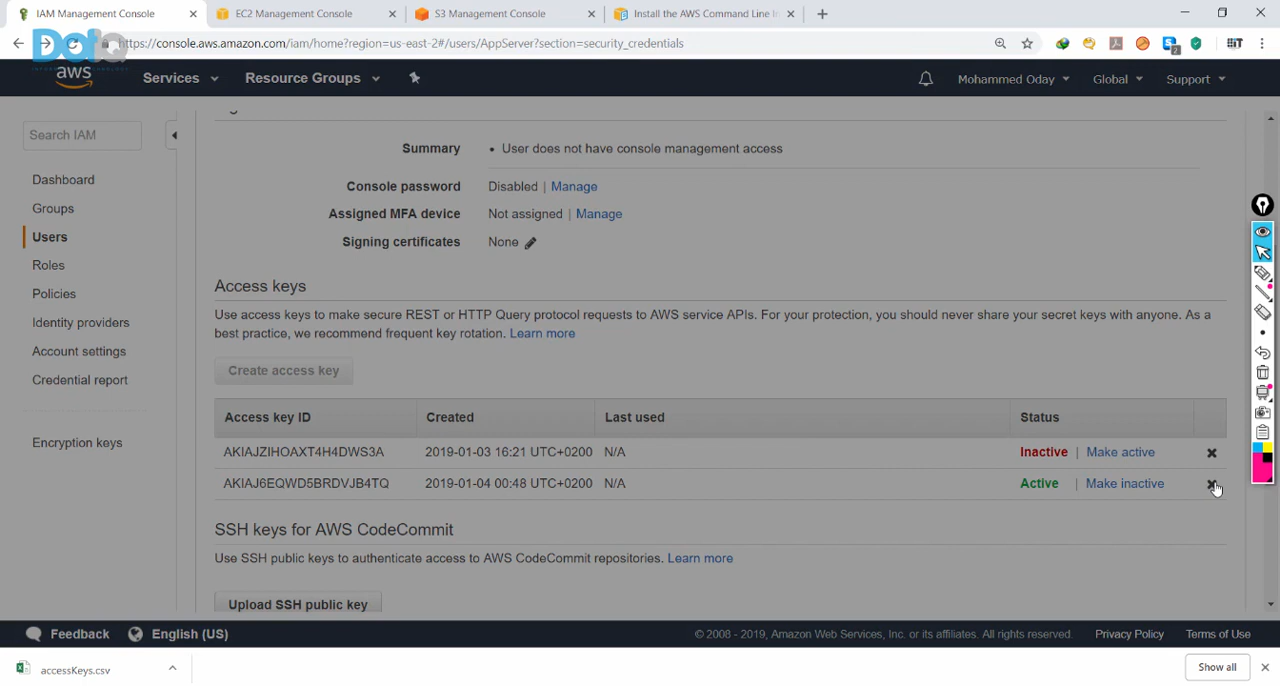 IAM Management Console
EC2 Management Console
S3 Management Console
Install the AWS Command Line In
https://console.aws.amazon.com/iam/home?region=us-east-2#/users/AppServer?section=security_credentials
aws
Services
Resource Groups
Mohammed Oday
Global
Support
Search IAM
Dashboard
Groups
Users
Roles
Policies
Identity providers
Account settings
Credential report
Encryption keys
Summary
• User does not have console management access
Console password
Disabled | Manage
Assigned MFA device
Not assigned | Manage
Signing certificates
None
Access keys
Use access keys to make secure REST or HTTP Query protocol requests to AWS service APIs. For your protection, you should never share your secret keys with anyone. As a
best practice, we recommend frequent key rotation. Learn more
Create access key
Access key ID Created Last used Status
AKIAJZIHOAXT4H4DWS3A 2019-01-03 16:21 UTC+0200 N/A Inactive | Make active
AKIAJ6EQWD5BRDVJB4TQ 2019-01-04 00:48 UTC+0200 N/A Active | Make inactive
SSH keys for AWS CodeCommit
Use SSH public keys to authenticate access to AWS CodeCommit repositories. Learn more
Upload SSH public key
Feedback
English (US)
© 2008 - 2019, Amazon Web Services, Inc. or its affiliates. All rights reserved.
Privacy Policy
Terms of Use
accessKeys.csv
Show all